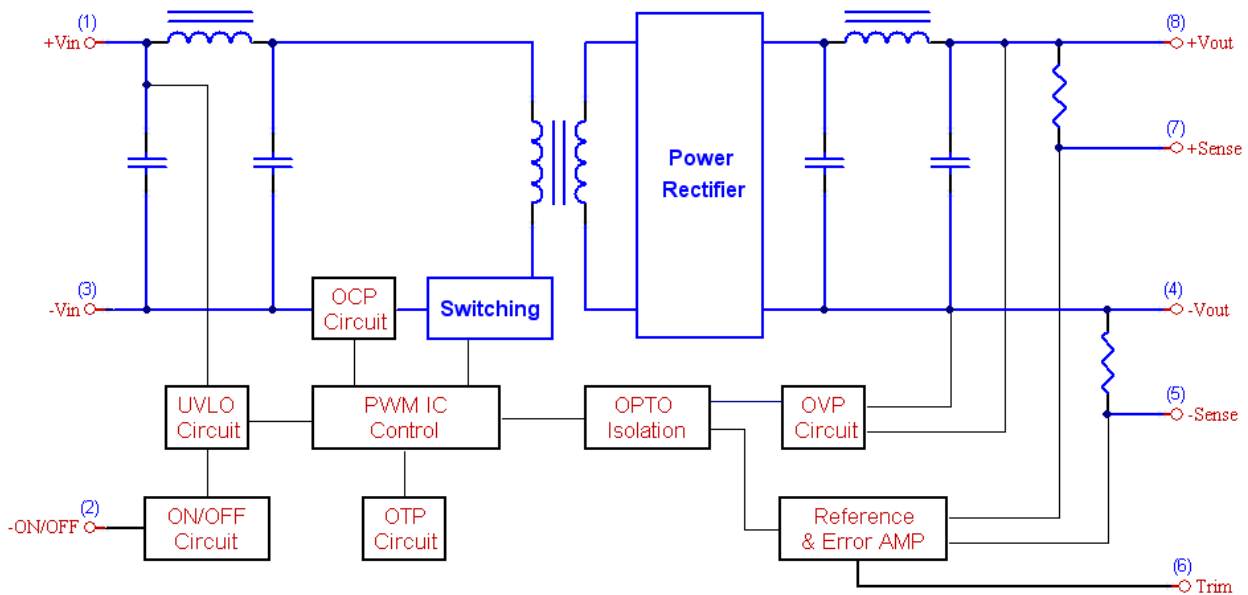 (1)
+Vin
(8)
+Vout
Power
Rectifier
(7)
+Sense
(3)
-Vin
OCP
Circuit
Switching
(4)
-Vout
UVLO
Circuit
PWM IC
Control
OPTO
Isolation
OVP
Circuit
(5)
-Sense
(2)
-ON/OFF
ON/OFF
Circuit
OTP
Circuit
Reference
& Error AMP
(6)
Trim